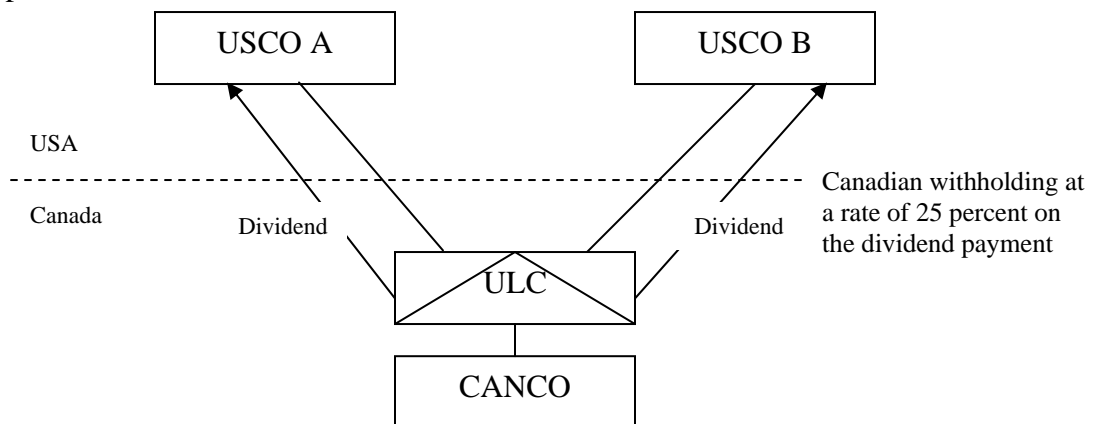 USCO A
USCO B
USA
Canada
Dividend
Dividend
Canadian withholding at
a rate of 25 percent on
the dividend payment
ULC
CANCO